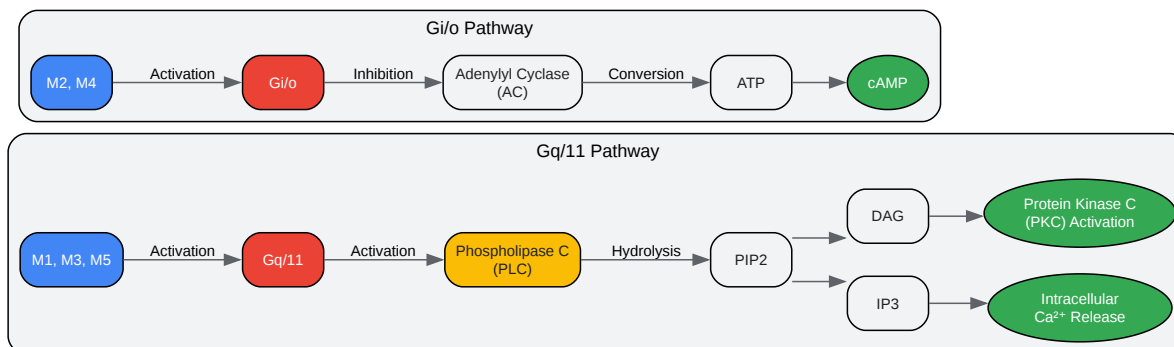 Gi/o Pathway
M2, M4
Activation
Gi/o
Inhibition
Adenylyl Cyclase
(AC)
Conversion
ATP
cAMP
Gq/11 Pathway
M1, M3, M5
Activation
Gq/11
Activation
Phospholipase C
(PLC)
Hydrolysis
PIP2
DAG
Protein Kinase C
(PKC) Activation
IP3
Intracellular
Ca²⁺ Release